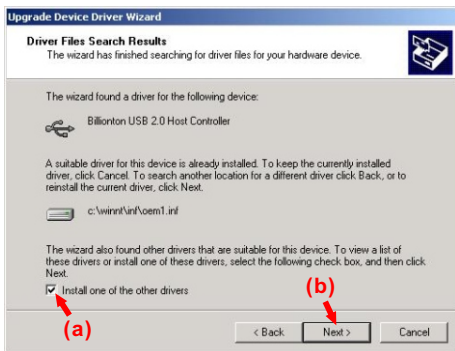 Upgrade Device Driver Wizard
Driver Files Search Results
The wizard has finished searching for driver files for your hardware device.
The wizard found a driver for the following device:
Billionton USB 2.0 Host Controller
A suitable driver for this device is already installed. To keep the currently installed
driver, click Cancel. To search another location for a different driver click Back, or to
reinstall the current driver, click Next.
c:\winnt\inf\oem1.inf
The wizard also found other drivers that are suitable for this device. To view a list of
these drivers or install one of these drivers, select the following check box, and then click
Next.
Install one of the other drivers
(b)
(a)
< Back Next > Cancel